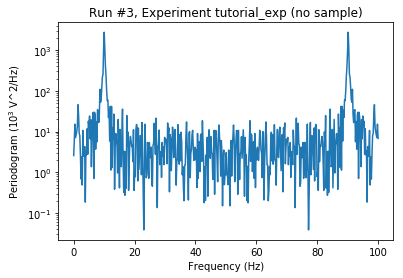 Run #3, Experiment tutorial_exp (no sample)
Periodogram (10³ V^2/Hz)
10³
10²
10¹
10⁰
10⁻¹
0 20 40 60 80 100
Frequency (Hz)